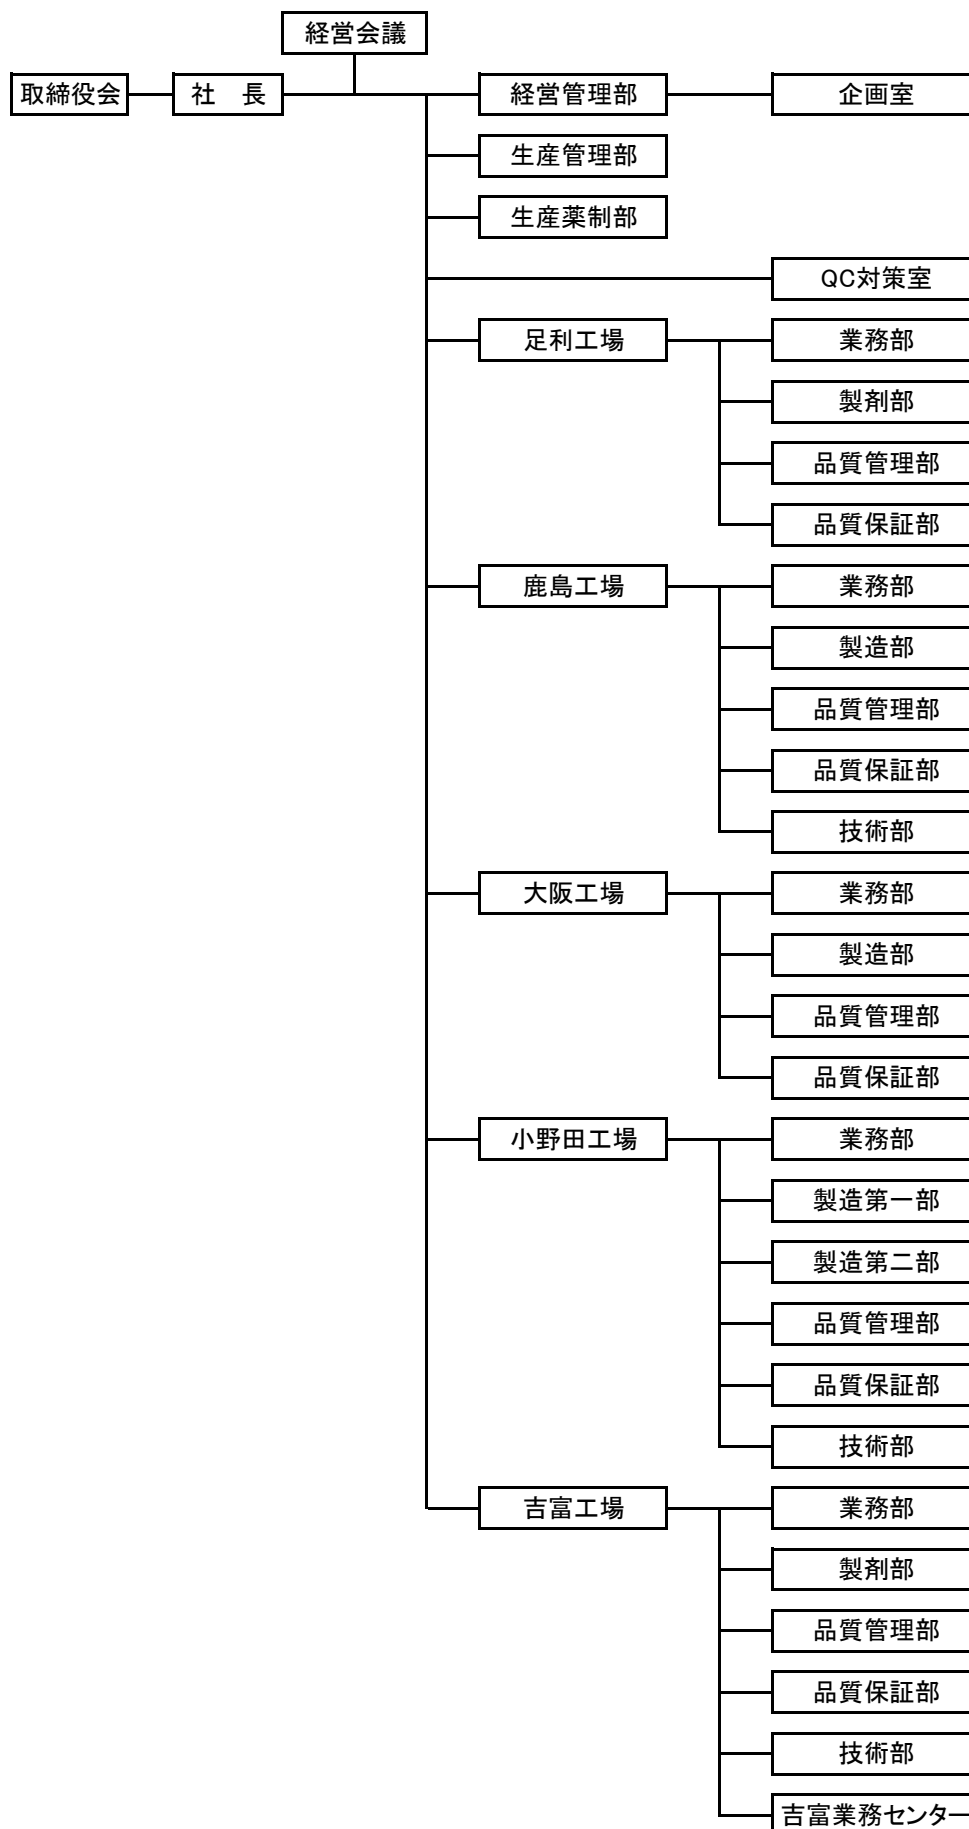 経営会議
取締役会
社　長
経営管理部
企画室
生産管理部
生産薬制部
QC対策室
足利工場
業務部
製剤部
品質管理部
品質保証部
鹿島工場
業務部
製造部
品質管理部
品質保証部
技術部
大阪工場
業務部
製造部
品質管理部
品質保証部
小野田工場
業務部
製造第一部
製造第二部
品質管理部
品質保証部
技術部
吉富工場
業務部
製剤部
品質管理部
品質保証部
技術部
吉富業務センター